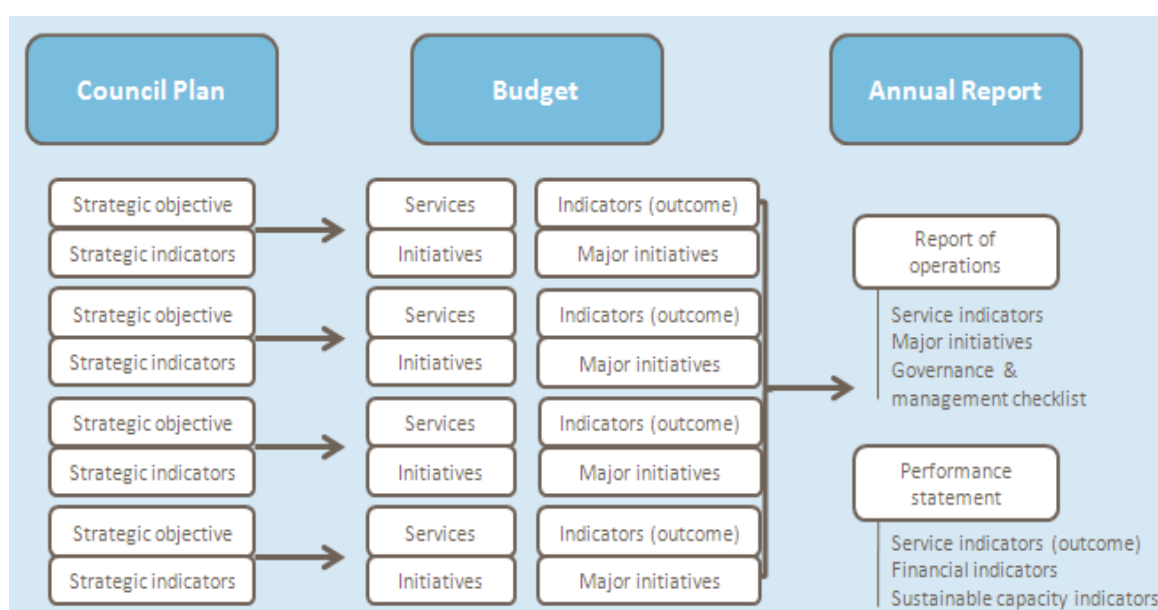 Council Plan
Budget
Annual Report
Strategic objective
Strategic indicators
Services
Initiatives
Indicators (outcome)
Major initiatives
Strategic objective
Strategic indicators
Services
Initiatives
Indicators (outcome)
Major initiatives
Strategic objective
Strategic indicators
Services
Initiatives
Indicators (outcome)
Major initiatives
Strategic objective
Strategic indicators
Services
Initiatives
Indicators (outcome)
Major initiatives
Report of
operations
Service indicators
Major initiatives
Governance &
management checklist
Performance
statement
Service indicators (outcome)
Financial indicators
Sustainable capacity indicators